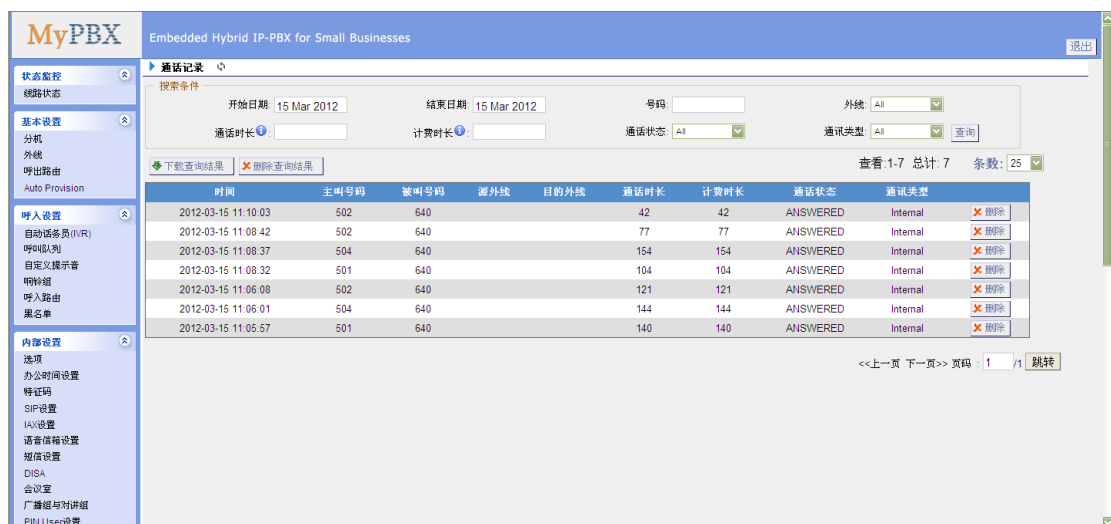 MyPBX
Embedded Hybrid IP-PBX for Small Businesses
退出
状态监控
线路状态
基本设置
分机
外线
呼出路由
Auto Provision
呼入设置
自动话务员(IVR)
呼叫队列
自定义提示音
响铃组
呼入路由
黑名单
内部设置
选项
办公时间设置
特征码
SIP设置
IAX设置
语音信箱设置
短信设置
DISA
会议室
广播组与对讲组
PIN User设置
通话记录
搜索条件
开始日期: 15 Mar 2012 结束日期: 15 Mar 2012 号码: 外线: All
通话时长: 计费时长: 通话状态: All 通讯类型: All 查询
下载查询结果 删除查询结果 查看:1-7 总计: 7 条数: 25
时间 主叫号码 被叫号码 源外线 目的外线 通话时长 计费时长 通话状态 通讯类型
2012-03-15 11:10:03 502 640 42 42 ANSWERED Internal 删除
2012-03-15 11:08:42 502 640 77 77 ANSWERED Internal 删除
2012-03-15 11:08:37 504 640 154 154 ANSWERED Internal 删除
2012-03-15 11:08:32 501 640 104 104 ANSWERED Internal 删除
2012-03-15 11:06:08 502 640 121 121 ANSWERED Internal 删除
2012-03-15 11:06:01 504 640 144 144 ANSWERED Internal 删除
2012-03-15 11:05:57 501 640 140 140 ANSWERED Internal 删除
<<上一页 下一页>> 页码 : 1 /1 跳转